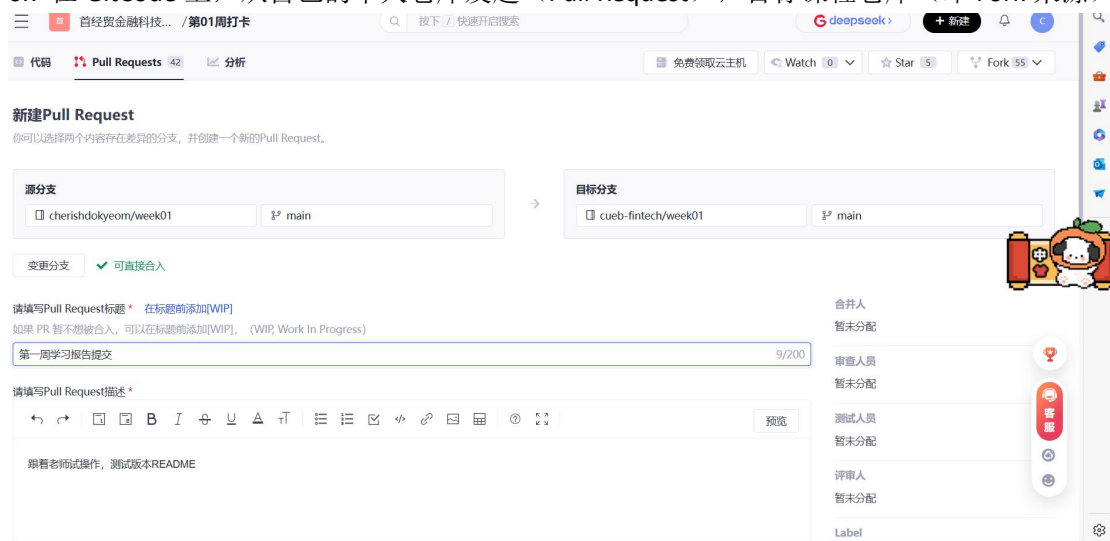 首经贸金融科技... /第01周打卡
按下 / 快速开启搜索
deepseek
+ 新建
C
代码
Pull Requests 42
分析
免费领取云主机
Watch 0
Star 5
Fork 55
新建Pull Request
你可以选择两个内容存在差异的分支，并创建一个新的Pull Request。
源分支
cherishdokyeom/week01
main
目标分支
cueb-fintech/week01
main
变更分支
可直接合入
请填写Pull Request标题 * 在标题前添加[WIP]
如果 PR 暂不想被合入，可以在标题前添加[WIP]，（WIP, Work In Progress）
第一周学习报告提交
9/200
请填写Pull Request描述 *
预览
跟着老师试操作，测试版本README
合并人
暂未分配
审查人员
暂未分配
测试人员
暂未分配
评审人
暂未分配
Label
客服
中